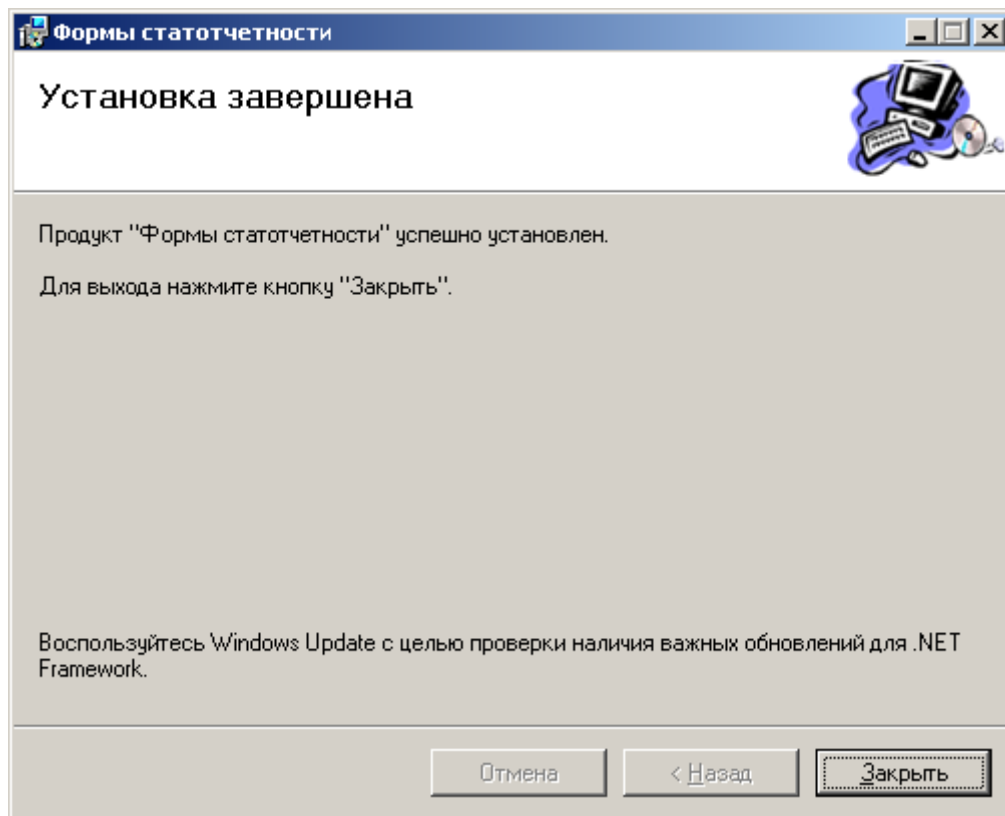 Формы статотчетности
Установка завершена
Продукт "Формы статотчетности" успешно установлен.
Для выхода нажмите кнопку "Закрыть".
Воспользуйтесь Windows Update с целью проверки наличия важных обновлений для .NET
Framework.
Отмена
< Назад
Закрыть